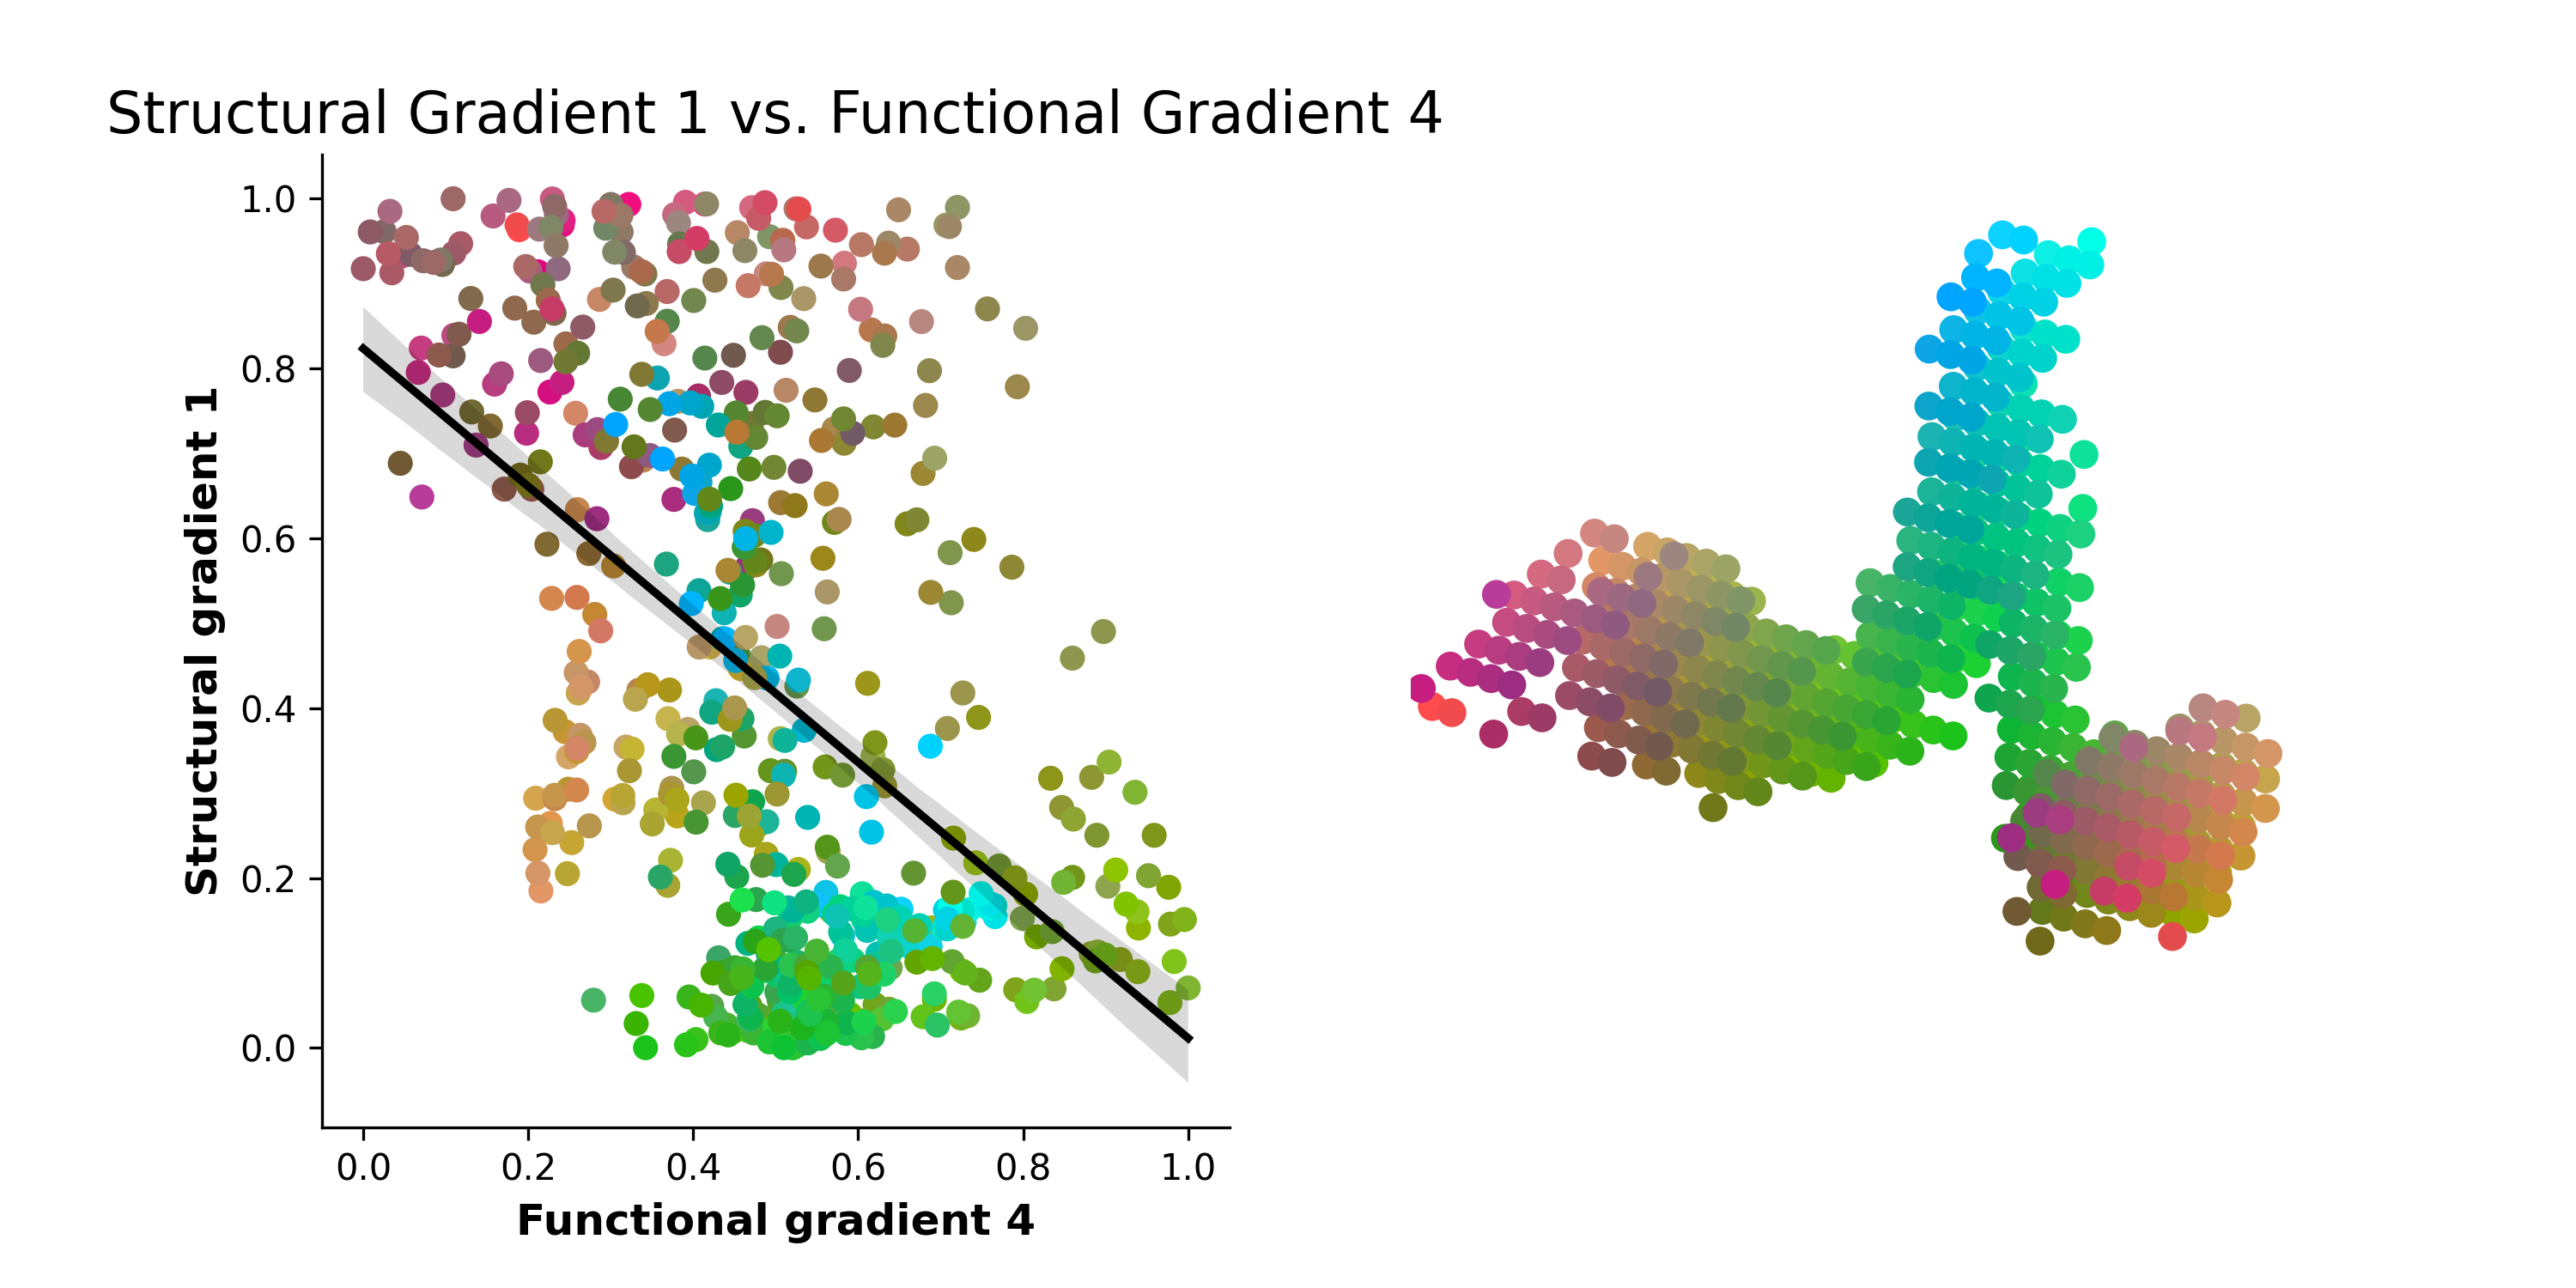 Structural Gradient 1 vs. Functional Gradient 4
Structural gradient 1
1.0
0.8
0.6
0.4
0.2
0.0
0.0 0.2 0.4 0.6 0.8 1.0
Functional gradient 4